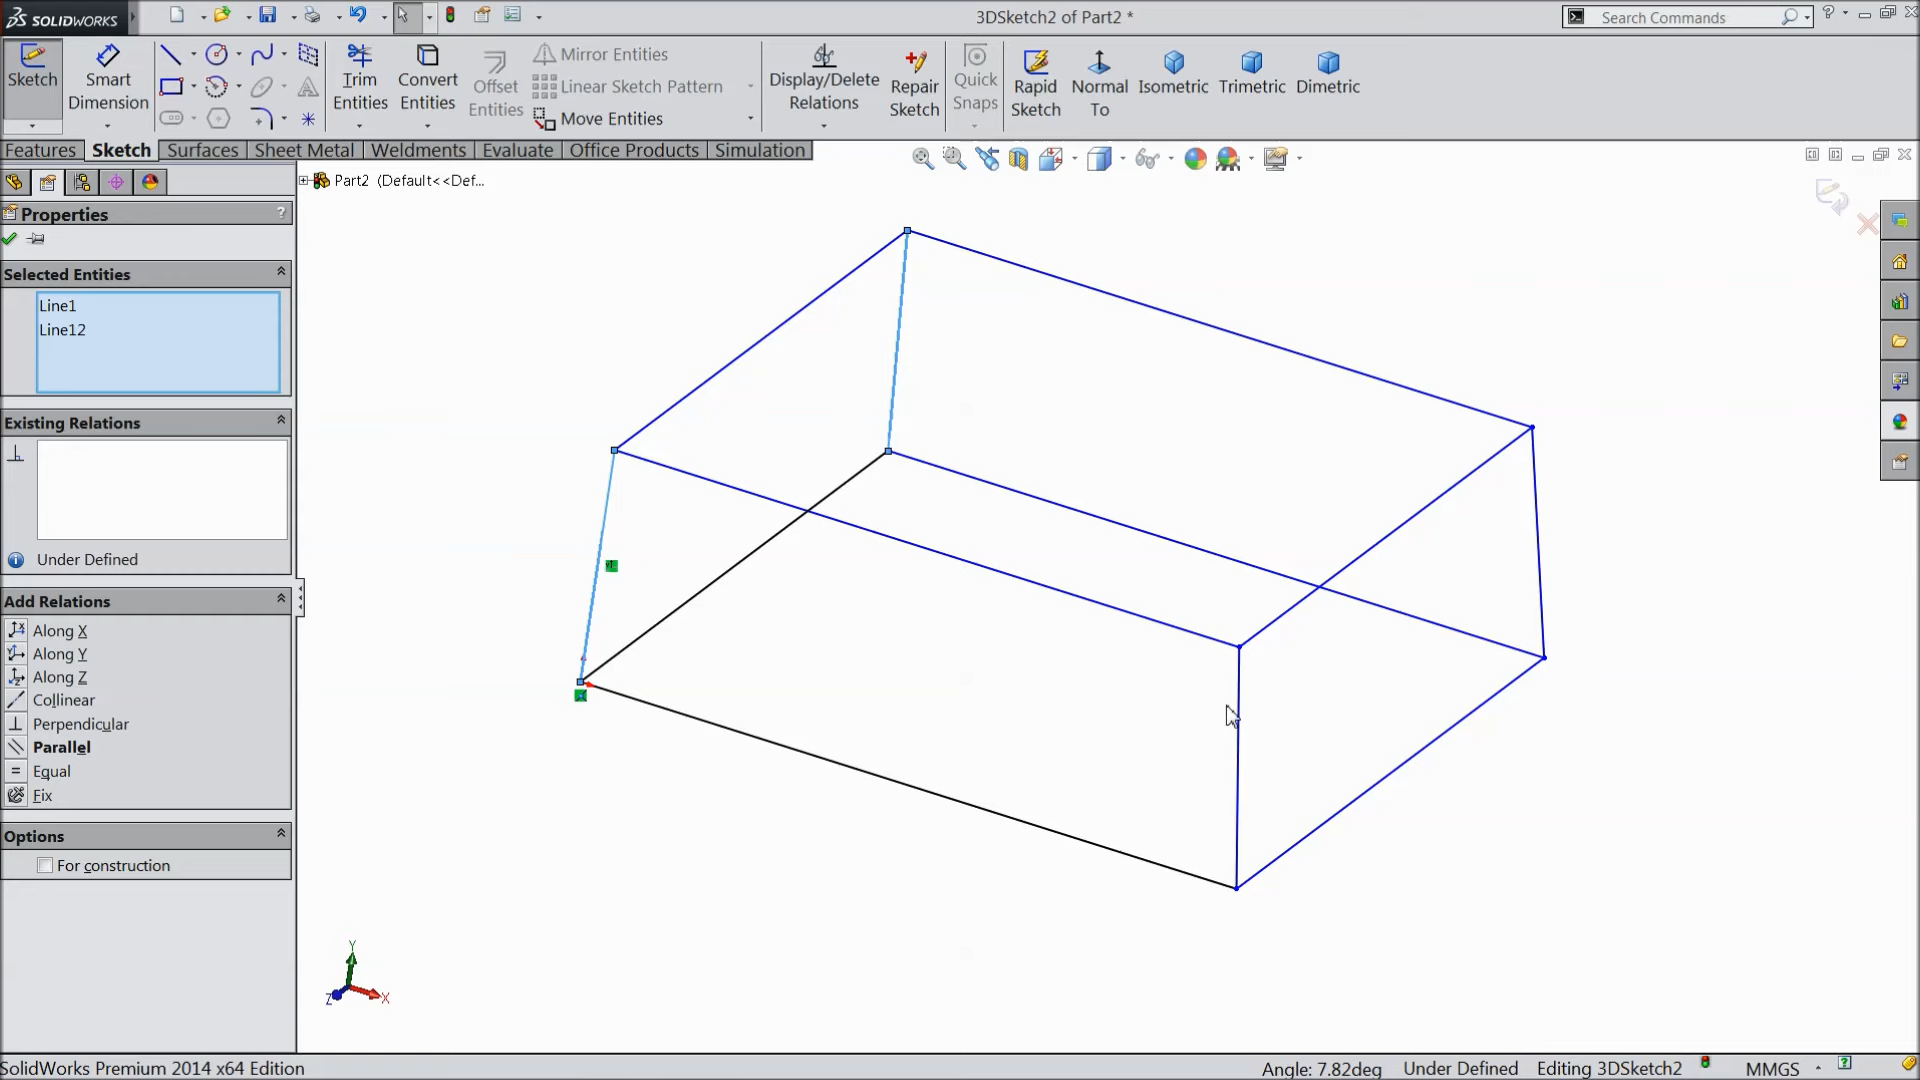 SOLIDWORKS
3DSketch2 of Part2 *
Search Commands
?
Sketch
Smart
Dimension
Trim
Entities
Convert
Entities
Offset
Entities
Mirror Entities
Linear Sketch Pattern
Move Entities
Display/Delete
Relations
Repair
Sketch
Quick
Snaps
Rapid
Sketch
Normal
To
Isometric
Trimetric
Dimetric
Features
Sketch
Surfaces
Sheet Metal
Weldments
Evaluate
Office Products
Simulation
Part2 (Default<<Def...
Properties
?
Selected Entities
Line1
Line12
Existing Relations
Under Defined
Add Relations
Along X
Along Y
Along Z
Collinear
Perpendicular
Parallel
Equal
Fix
Options
For construction
Y
Z
X
SolidWorks Premium 2014 x64 Edition
Angle: 7.82deg
Under Defined
Editing 3DSketch2
MMGS
?